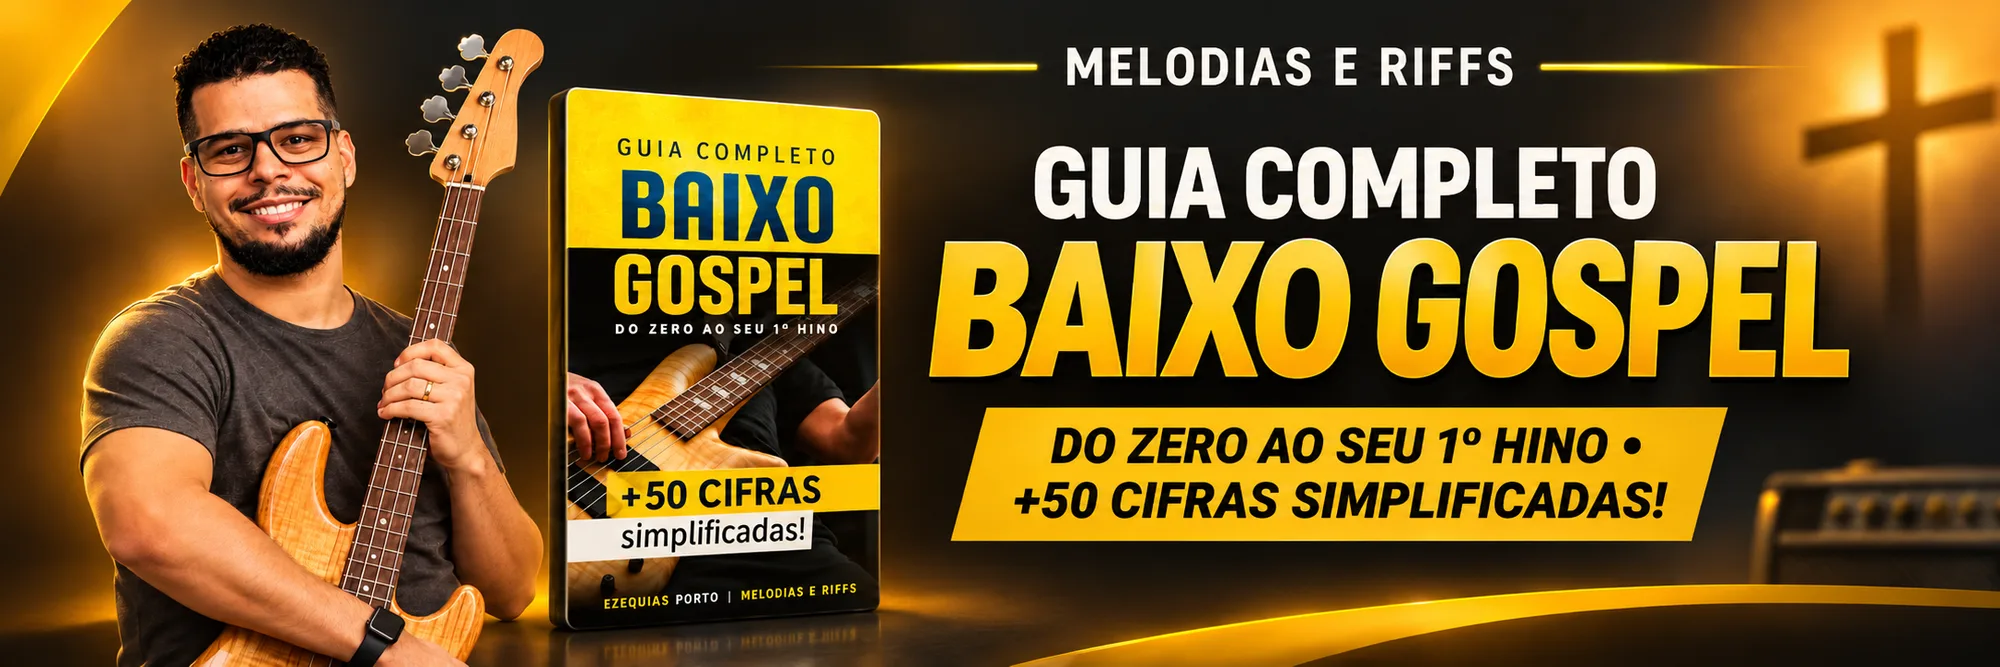 MELODIAS E RIFFS
GUIA COMPLETO
BAIXO GOSPEL
DO ZERO AO SEU 1º HINO •
+50 CIFRAS SIMPLIFICADAS!
GUIA COMPLETO
BAIXO
GOSPEL
DO ZERO AO SEU 1º HINO
+50 CIFRAS
simplificadas!
EZEQUIAS PORTO | MELODIAS E RIFFS